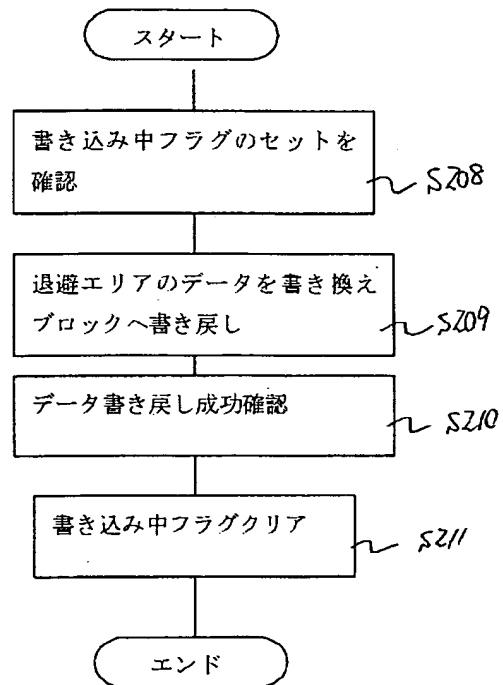 スタート
書き込み中フラグのセットを
確認
S208
退避エリアのデータを書き換え
ブロックへ書き戻し
S209
データ書き戻し成功確認
S210
書き込み中フラグクリア
S211
エンド